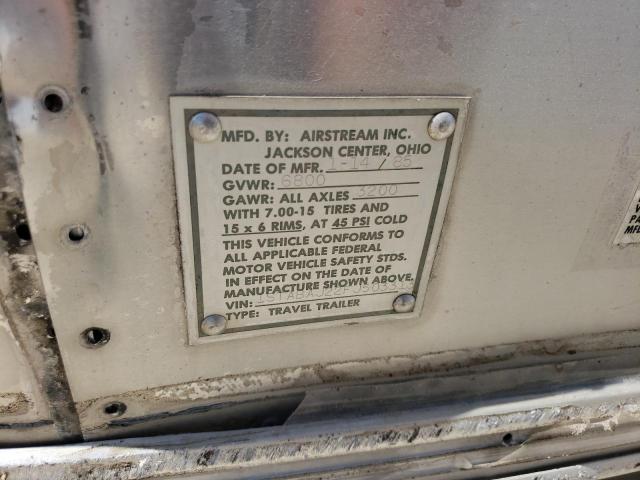 MFD. BY: AIRSTREAM INC.
JACKSON CENTER, OHIO
DATE OF MFR. 1-14/85
GVWR: 6800
GAWR: ALL AXLES 3200
WITH 7.00-15 TIRES AND
15 x 6 RIMS, AT 45 PSI COLD
THIS VEHICLE CONFORMS TO
ALL APPLICABLE FEDERAL
MOTOR VEHICLE SAFETY STDS.
IN EFFECT ON THE DATE OF
MANUFACTURE SHOWN ABOVE.
VIN:
TYPE: TRAVEL TRAILER